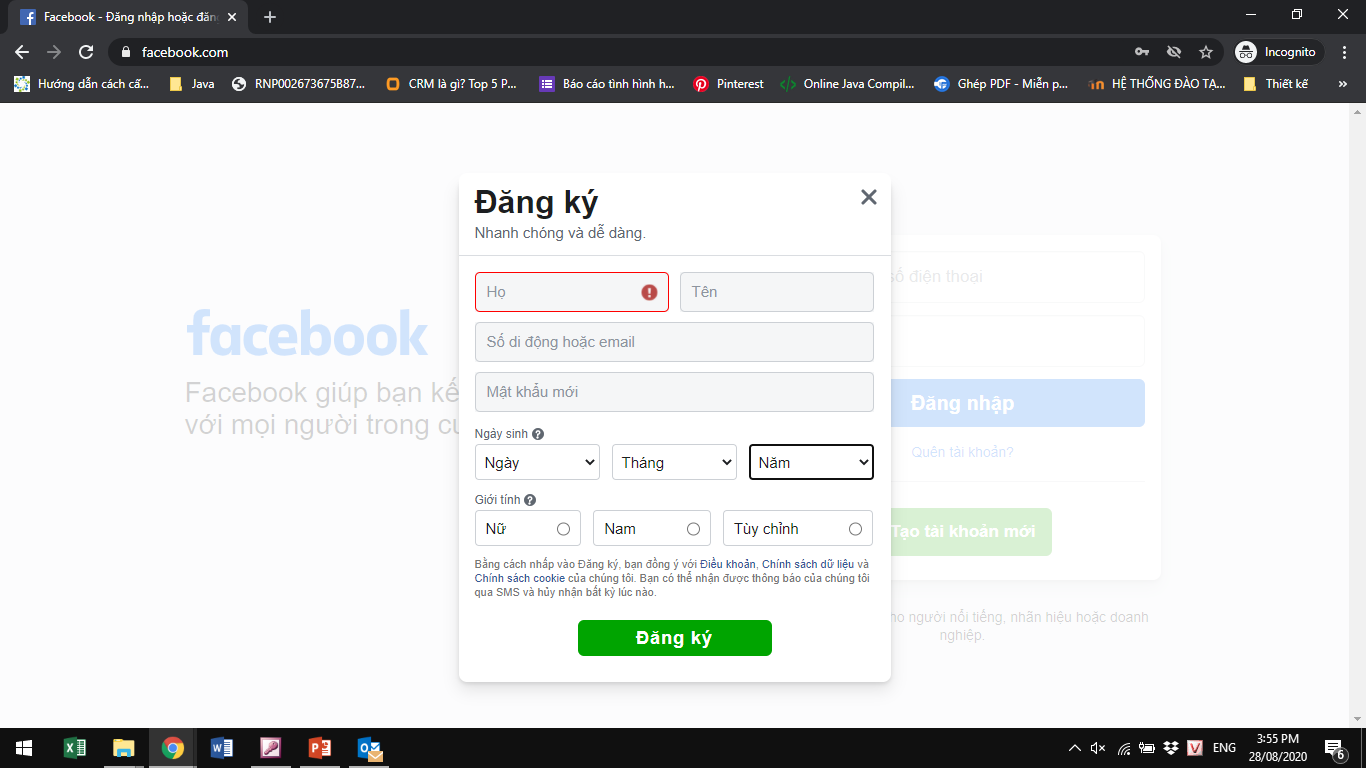 Facebook - Đăng nhập hoặc đăn
facebook.com
Incognito
Hướng dẫn cách cấ...
Java
RNP002673675B87...
CRM là gì? Top 5 P...
Báo cáo tình hình h...
Pinterest
Online Java Compil...
Ghép PDF - Miễn p...
HỆ THỐNG ĐÀO TẠ...
Thiết kế
»
Đăng ký
Nhanh chóng và dễ dàng.
Họ
Tên
Số di động hoặc email
Mật khẩu mới
Ngày sinh
Ngày
Tháng
Năm
Giới tính
Nữ
Nam
Tùy chỉnh
Bằng cách nhấp vào Đăng ký, bạn đồng ý với Điều khoản, Chính sách dữ liệu và
Chính sách cookie của chúng tôi. Bạn có thể nhận được thông báo của chúng tôi
qua SMS và hủy nhận bất kỳ lúc nào.
Đăng ký
facebook
Facebook giúp bạn kế
với mọi người trong cu
số điện thoại
Đăng nhập
Quên tài khoản?
Tạo tài khoản mới
ho người nổi tiếng, nhãn hiệu hoặc doanh
nghiệp.
ENG
3:55 PM
28/08/2020
6